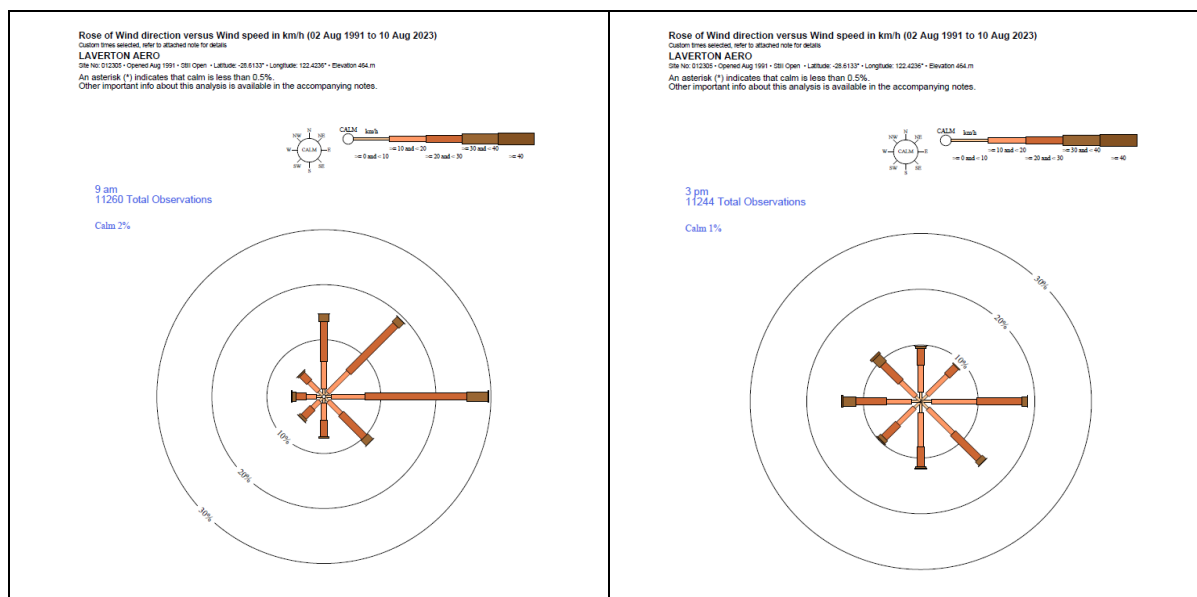 Rose of Wind direction versus Wind speed in km/h (02 Aug 1991 to 10 Aug 2023)
Custom times selected, refer to attached note for details
LAVERTON AERO
Site No: 012305 • Opened Aug 1991 • Still Open • Latitude: -28.6133° • Longitude: 122.4236° • Elevation 464.m
An asterisk (*) indicates that calm is less than 0.5%.
Other important info about this analysis is available in the accompanying notes.
N
NW NE
W CALM E
SW SE
S
CALM km/h
>= 10 and < 20 >= 30 and < 40
>= 0 and < 10 >= 20 and < 30 >= 40
9 am
11260 Total Observations
Calm 2%
10%
20%
30%
Rose of Wind direction versus Wind speed in km/h (02 Aug 1991 to 10 Aug 2023)
Custom times selected, refer to attached note for details
LAVERTON AERO
Site No: 012305 • Opened Aug 1991 • Still Open • Latitude: -28.6133° • Longitude: 122.4236° • Elevation 464.m
An asterisk (*) indicates that calm is less than 0.5%.
Other important info about this analysis is available in the accompanying notes.
N
NW NE
W CALM E
SW SE
S
CALM km/h
>= 10 and < 20 >= 30 and < 40
>= 0 and < 10 >= 20 and < 30 >= 40
3 pm
11244 Total Observations
Calm 1%
30%
20%
10%